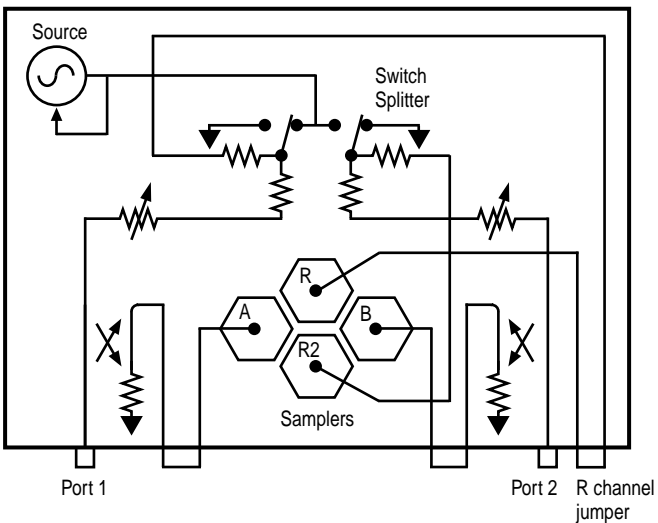 Source
Switch
Splitter
R
A
B
R2
Samplers
Port 1
Port 2
R channel
jumper